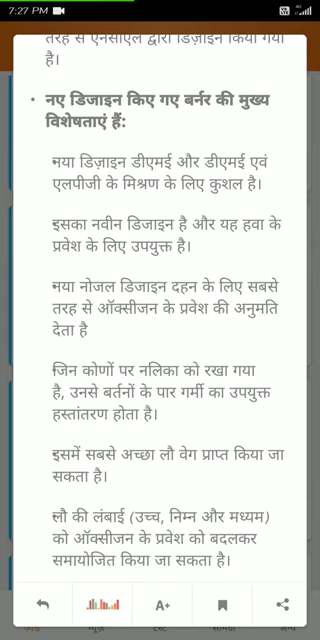 7:27 PM
तरह से एनसीएल द्वारा डिज़ाइन किया गया
है।
• नए डिजाइन किए गए बर्नर की मुख्य
विशेषताएं हैं:
नया डिज़ाइन डीएमई और डीएमई एवं
एलपीजी के मिश्रण के लिए कुशल है।
इसका नवीन डिजाइन है और यह हवा के
प्रवेश के लिए उपयुक्त है।
नया नोजल डिजाइन दहन के लिए सबसे
तरह से ऑक्सीजन के प्रवेश की अनुमति
देता है
जिन कोणों पर नलिका को रखा गया
है, उनसे बर्तनों के पार गर्मी का उपयुक्त
हस्तांतरण होता है।
इसमें सबसे अच्छा लौ वेग प्राप्त किया जा
सकता है।
लौ की लंबाई (उच्च, निम्न और मध्यम)
को ऑक्सीजन के प्रवेश को बदलकर
समायोजित किया जा सकता है।
A+